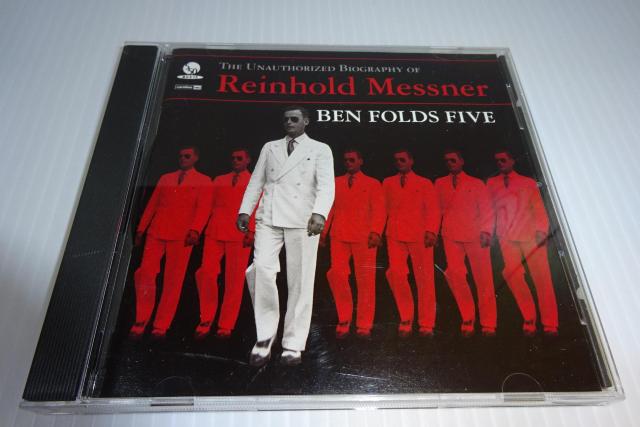 The Unauthorized Biography of
Reinhold Messner
BEN FOLDS FIVE